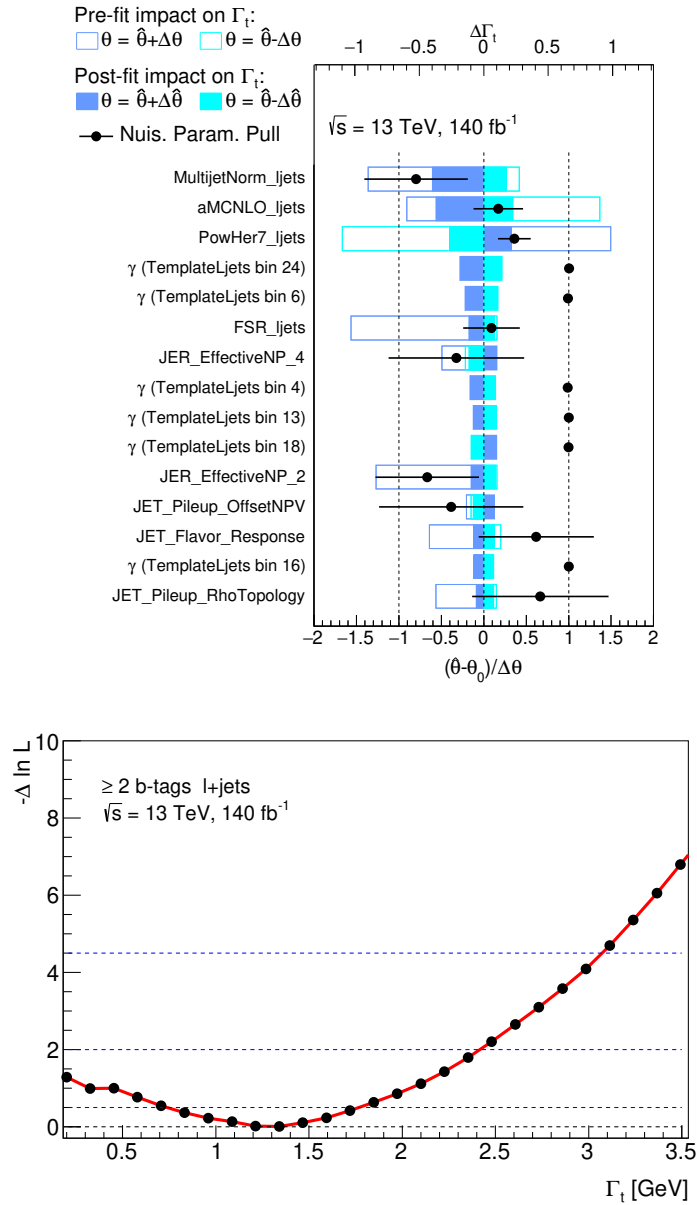 Pre-fit impact on Γt:
θ = θ̂+Δθ θ = θ̂-Δθ
Post-fit impact on Γt:
θ = θ̂+Δθ̂ θ = θ̂-Δθ̂
Nuis. Param. Pull
ΔΓt
−1 −0.5 0 0.5 1
√s = 13 TeV, 140 fb-1
MultijetNorm_ljets
aMCNLO_ljets
PowHer7_ljets
γ (TemplateLjets bin 24)
γ (TemplateLjets bin 6)
FSR_ljets
JER_EffectiveNP_4
γ (TemplateLjets bin 4)
γ (TemplateLjets bin 13)
γ (TemplateLjets bin 18)
JER_EffectiveNP_2
JET_Pileup_OffsetNPV
JET_Flavor_Response
γ (TemplateLjets bin 16)
JET_Pileup_RhoTopology
−2 −1.5 −1 −0.5 0 0.5 1 1.5 2
(θ̂-θ0)/Δθ
-Δ ln L
10
8
6
4
2
0
≥ 2 b-tags l+jets
√s = 13 TeV, 140 fb-1
0.5 1 1.5 2 2.5 3 3.5
Γt [GeV]